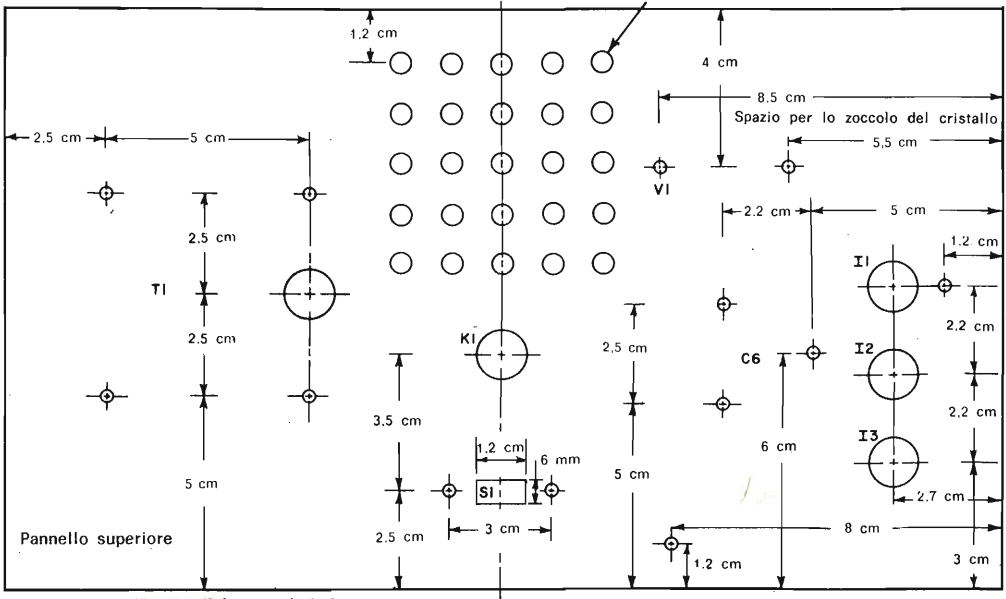 1.2 cm
4 cm
8.5 cm
Spazio per lo zoccolo del cristallo
2.5 cm
5 cm
5,5 cm
V1
2.2 cm
5 cm
2.5 cm
1.2 cm
I1
T1
2.5 cm
K1
2,5 cm
C6
I2
2.2 cm
3.5 cm
2,2 cm
1.2 cm
6 mm
I3
6 cm
5 cm
S1
5 cm
2.7 cm
3 cm
8 cm
Pannello superiore
2.5 cm
1.2 cm
3 cm